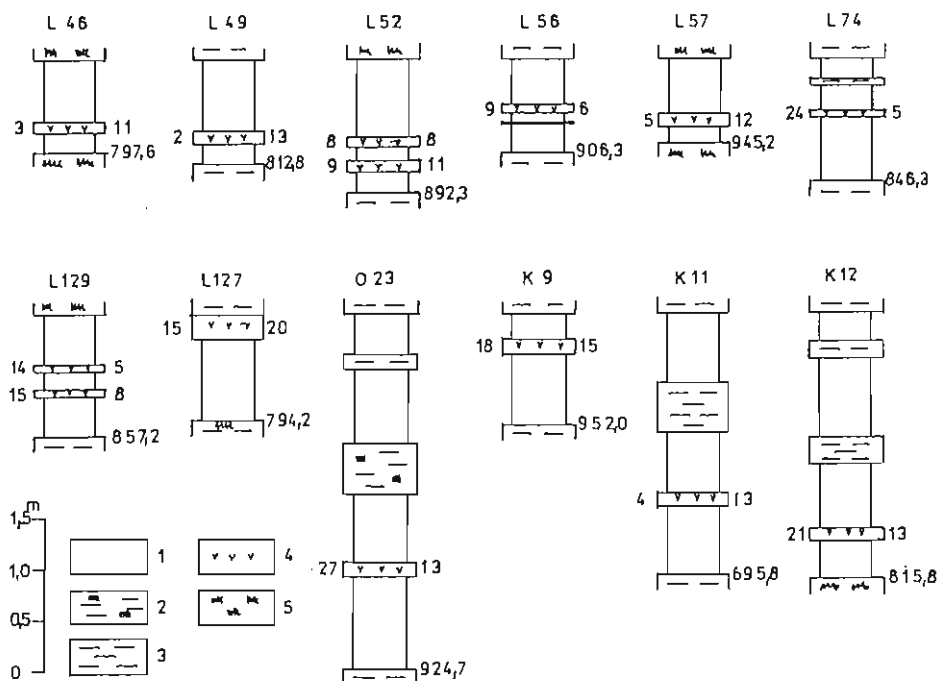 L 46 L 49 L 52 L 56 L 57 L 74
3 11 2 13 8 8 9 6 5 12 24 5
9 11
797,6 812,8 892,3 906,3 945,2 846,3
L129 L127 O 23 K 9 K 11 K 12
14 5 15 20 18 15
15 8
857,2 794,2 952,0
4 13 21 13
27 13
695,8 815,8
924,7
m
1,5 1 4
1,0
0,5 2 5
0 3